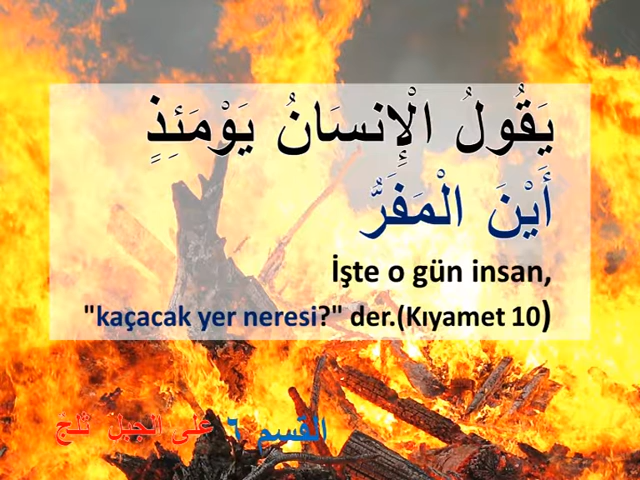 يَقُولُ الْإِنسَانُ يَوْمَئِذٍ
أَيْنَ الْمَفَرُّ
İşte o gün insan,
"kaçacak yer neresi?" der.(Kıyamet 10)
القسم ٦ على الجبل ثلجٌ